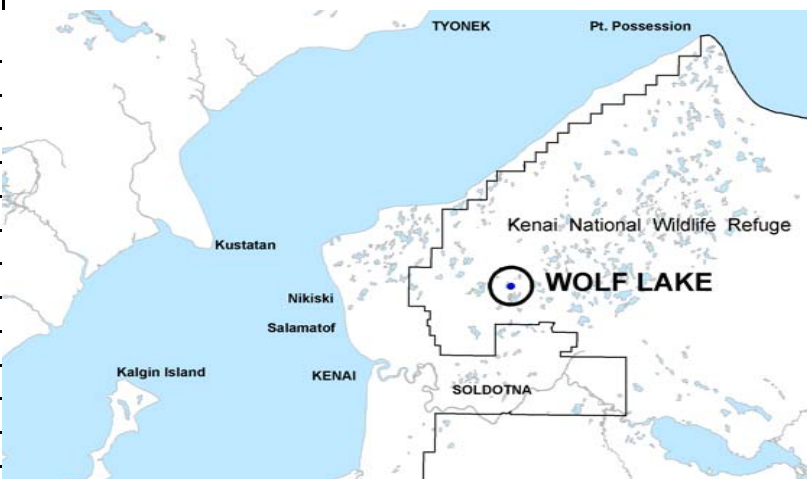 TYONEK
Pt. Possession
Kenai National Wildlife Refuge
Kustatan
WOLF LAKE
Nikiski
Salamatof
Kalgin Island
KENAI
SOLDOTNA